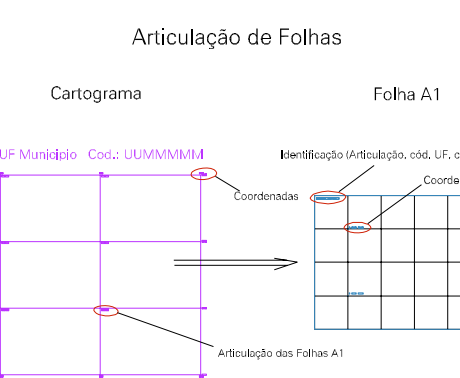 Articulação de Folhas
Cartograma
Folha A1
UF Municipio Cod.: UUMMMMM
Identificação (Articulação, cód. UF, c
Coordenadas
Coorde
Articulação das Folhas A1